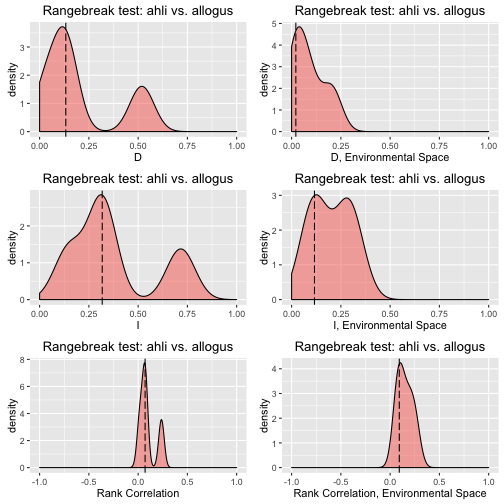 Rangebreak test: ahli vs. allogus
density
3
2
1
0
0.00 0.25 0.50 0.75 1.00
D
Rangebreak test: ahli vs. allogus
density
5
4
3
2
1
0
0.00 0.25 0.50 0.75 1.00
D, Environmental Space
Rangebreak test: ahli vs. allogus
density
2
1
0
0.00 0.25 0.50 0.75 1.00
I
Rangebreak test: ahli vs. allogus
density
3
2
1
0
0.00 0.25 0.50 0.75 1.00
I, Environmental Space
Rangebreak test: ahli vs. allogus
density
8
6
4
2
0
-1.0 -0.5 0.0 0.5 1.0
Rank Correlation
Rangebreak test: ahli vs. allogus
density
4
3
2
1
0
-1.0 -0.5 0.0 0.5 1.0
Rank Correlation, Environmental Space